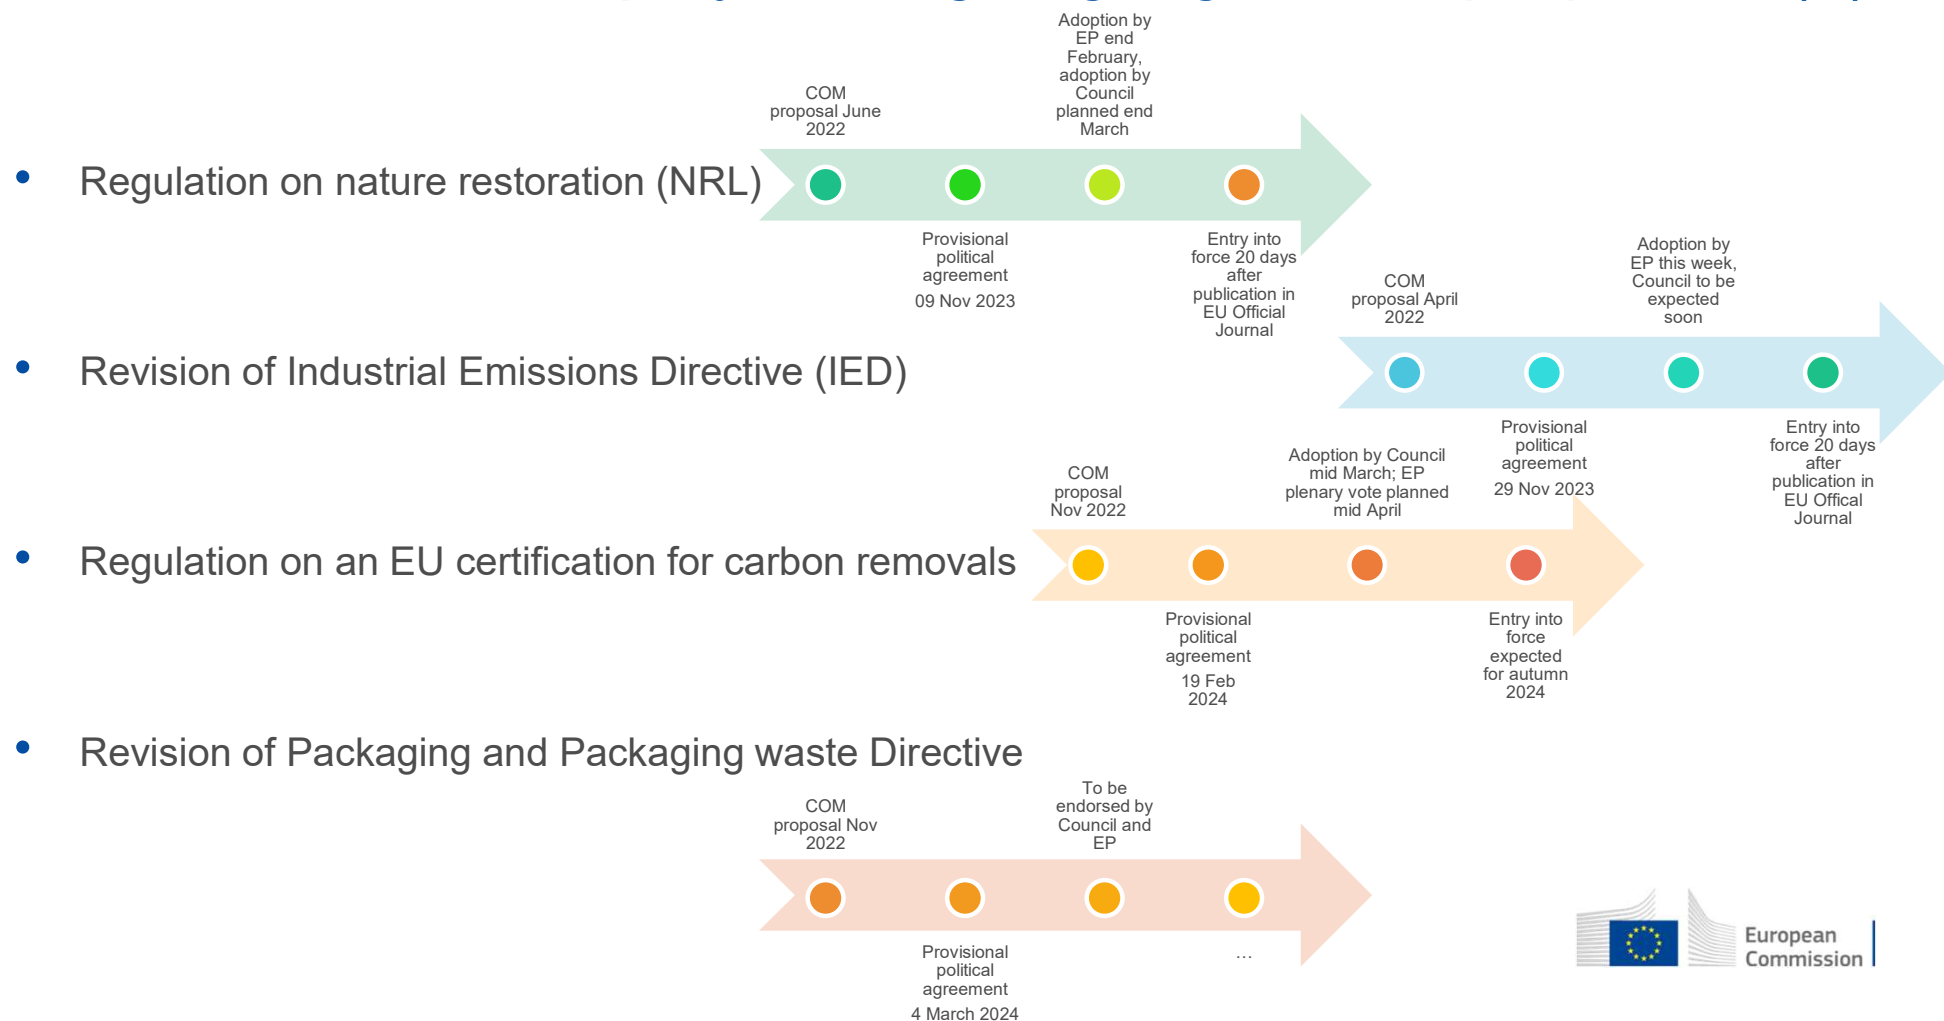 Adoption by
EP end
February,
adoption by
Council
planned end
March
COM
proposal June
2022
• Regulation on nature restoration (NRL)
Provisional
political
agreement
09 Nov 2023
Entry into
force 20 days
after
publication in
EU Official
Journal
Adoption by
EP this week,
Council to be
expected
soon
COM
proposal April
2022
• Revision of Industrial Emissions Directive (IED)
Provisional
political
agreement
29 Nov 2023
Entry into
force 20 days
after
publication in
EU Offical
Journal
COM
proposal
Nov 2022
Adoption by Council
mid March; EP
plenary vote planned
mid April
• Regulation on an EU certification for carbon removals
Provisional
political
agreement
19 Feb
2024
Entry into
force
expected
for autumn
2024
• Revision of Packaging and Packaging waste Directive
COM
proposal Nov
2022
To be
endorsed by
Council and
EP
Provisional
political
agreement
4 March 2024
...
European
Commission